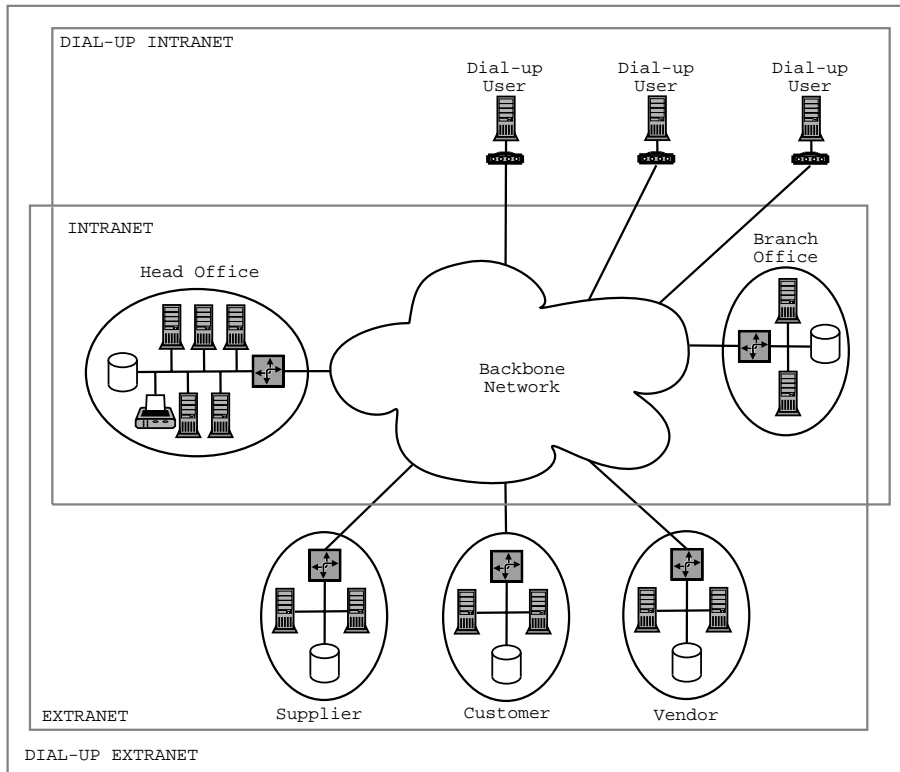 DIAL-UP INTRANET
Dial-up
User
Dial-up
User
Dial-up
User
INTRANET
Head Office
Branch
Office
Backbone
Network
EXTRANET
Supplier
Customer
Vendor
DIAL-UP EXTRANET